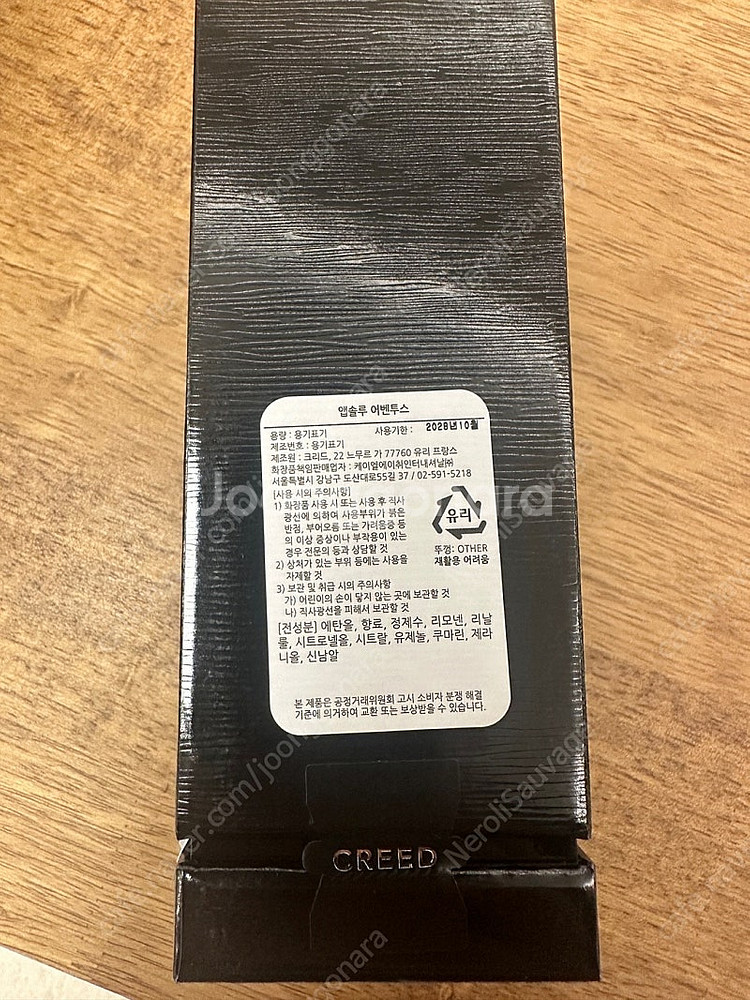 앱솔루 어벤투스
용량 : 용기표기 사용기한 : 2028년10월
제조번호 : 용기표기
제조원 : 크리드, 22 느무르 가 77760 유리 프랑스
화장품책임판매업자 : 케이엘에이취인터내셔날㈜
서울특별시 강남구 도산대로55길 37 / 02-591-5218
[사용 시의 주의사항]
1) 화장품 사용 시 또는 사용 후 직사
광선에 의하여 사용부위가 붉은
반점, 부어오름 또는 가려움증 등
의 이상 증상이나 부작용이 있는
경우 전문의 등과 상담할 것
2) 상처가 있는 부위 등에는 사용을
자제할 것
3) 보관 및 취급 시의 주의사항
가) 어린이의 손이 닿지 않는 곳에 보관할 것
나) 직사광선을 피해서 보관할 것
유리
뚜껑: OTHER
재활용 어려움
[전성분] 에탄올, 향료, 정제수, 리모넨, 리날
룰, 시트로넬올, 시트랄, 유제놀, 쿠마린, 제라
니올, 신남알
본 제품은 공정거래위원회 고시 소비자 분쟁 해결
기준에 의거하여 교환 또는 보상받을 수 있습니다.
CREED
Joonggonara
NeroliSauvage